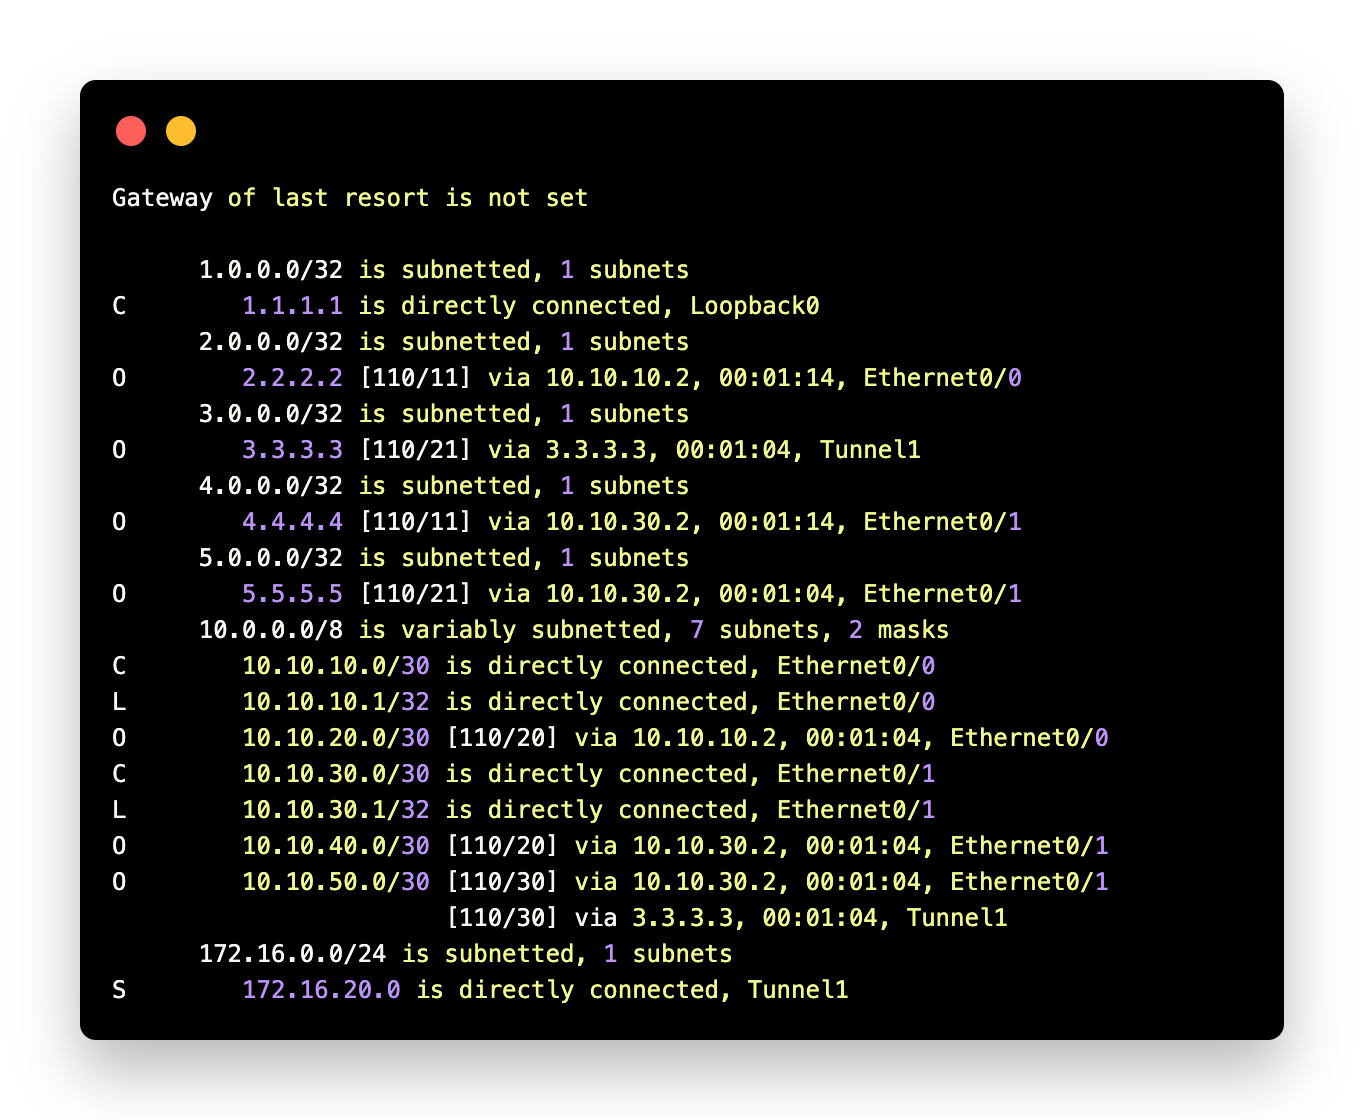 Gateway of last resort is not set
1.0.0.0/32 is subnetted, 1 subnets
C 1.1.1.1 is directly connected, Loopback0
2.0.0.0/32 is subnetted, 1 subnets
O 2.2.2.2 [110/11] via 10.10.10.2, 00:01:14, Ethernet0/0
3.0.0.0/32 is subnetted, 1 subnets
O 3.3.3.3 [110/21] via 3.3.3.3, 00:01:04, Tunnel1
4.0.0.0/32 is subnetted, 1 subnets
O 4.4.4.4 [110/11] via 10.10.30.2, 00:01:14, Ethernet0/1
5.0.0.0/32 is subnetted, 1 subnets
O 5.5.5.5 [110/21] via 10.10.30.2, 00:01:04, Ethernet0/1
10.0.0.0/8 is variably subnetted, 7 subnets, 2 masks
C 10.10.10.0/30 is directly connected, Ethernet0/0
L 10.10.10.1/32 is directly connected, Ethernet0/0
O 10.10.20.0/30 [110/20] via 10.10.10.2, 00:01:04, Ethernet0/0
C 10.10.30.0/30 is directly connected, Ethernet0/1
L 10.10.30.1/32 is directly connected, Ethernet0/1
O 10.10.40.0/30 [110/20] via 10.10.30.2, 00:01:04, Ethernet0/1
O 10.10.50.0/30 [110/30] via 10.10.30.2, 00:01:04, Ethernet0/1
[110/30] via 3.3.3.3, 00:01:04, Tunnel1
172.16.0.0/24 is subnetted, 1 subnets
S 172.16.20.0 is directly connected, Tunnel1